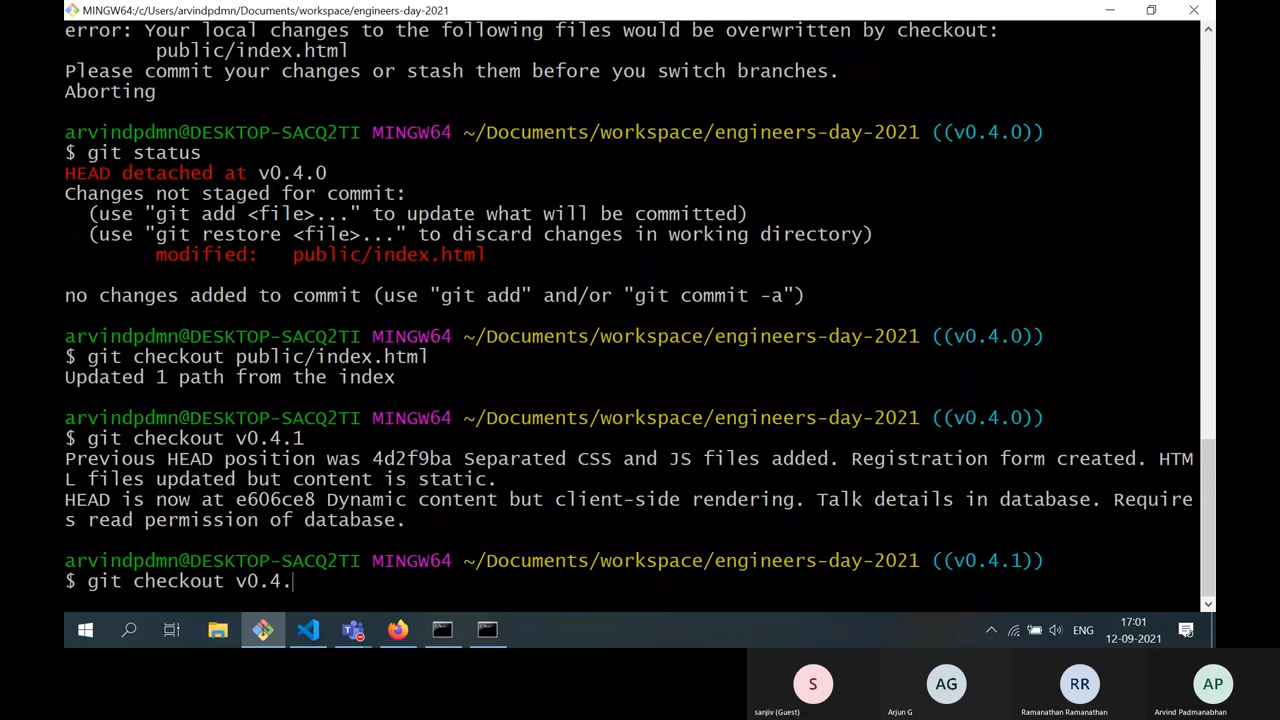 MINGW64:/c/Users/arvindpdmn/Documents/workspace/engineers-day-2021
error: Your local changes to the following files would be overwritten by checkout:
public/index.html
Please commit your changes or stash them before you switch branches.
Aborting
arvindpdmn@DESKTOP-SACQ2TI MINGW64 ~/Documents/workspace/engineers-day-2021 ((v0.4.0))
$ git status
HEAD detached at v0.4.0
Changes not staged for commit:
(use "git add <file>..." to update what will be committed)
(use "git restore <file>..." to discard changes in working directory)
modified: public/index.html
no changes added to commit (use "git add" and/or "git commit -a")
arvindpdmn@DESKTOP-SACQ2TI MINGW64 ~/Documents/workspace/engineers-day-2021 ((v0.4.0))
$ git checkout public/index.html
Updated 1 path from the index
arvindpdmn@DESKTOP-SACQ2TI MINGW64 ~/Documents/workspace/engineers-day-2021 ((v0.4.0))
$ git checkout v0.4.1
Previous HEAD position was 4d2f9ba Separated CSS and JS files added. Registration form created. HTM
L files updated but content is static.
HEAD is now at e606ce8 Dynamic content but client-side rendering. Talk details in database. Require
s read permission of database.
arvindpdmn@DESKTOP-SACQ2TI MINGW64 ~/Documents/workspace/engineers-day-2021 ((v0.4.1))
$ git checkout v0.4.
ENG
17:01
12-09-2021
S
AG
RR
AP
sanjiv (Guest)
Arjun G
Ramanathan Ramanathan
Arvind Padmanabhan